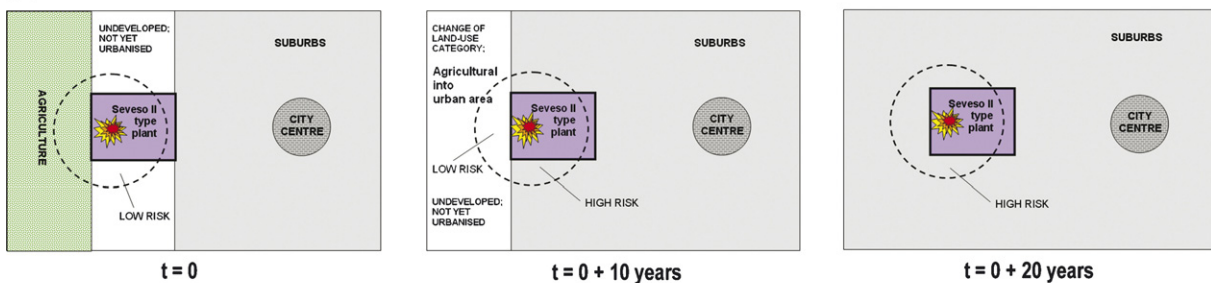 UNDEVELOPED;
NOT YET
URBANISED
SUBURBS
AGRICULTURE
Seveso II
type
plant
CITY
CENTRE
LOW RISK
t = 0
CHANGE OF
LAND-USE
CATEGORY;
Agricultural
into
urban area
SUBURBS
Seveso II
type
plant
CITY
CENTRE
LOW RISK
HIGH RISK
UNDEVELOPED;
NOT YET
URBANISED
t = 0 + 10 years
SUBURBS
Seveso II
type
plant
CITY
CENTRE
HIGH RISK
t = 0 + 20 years